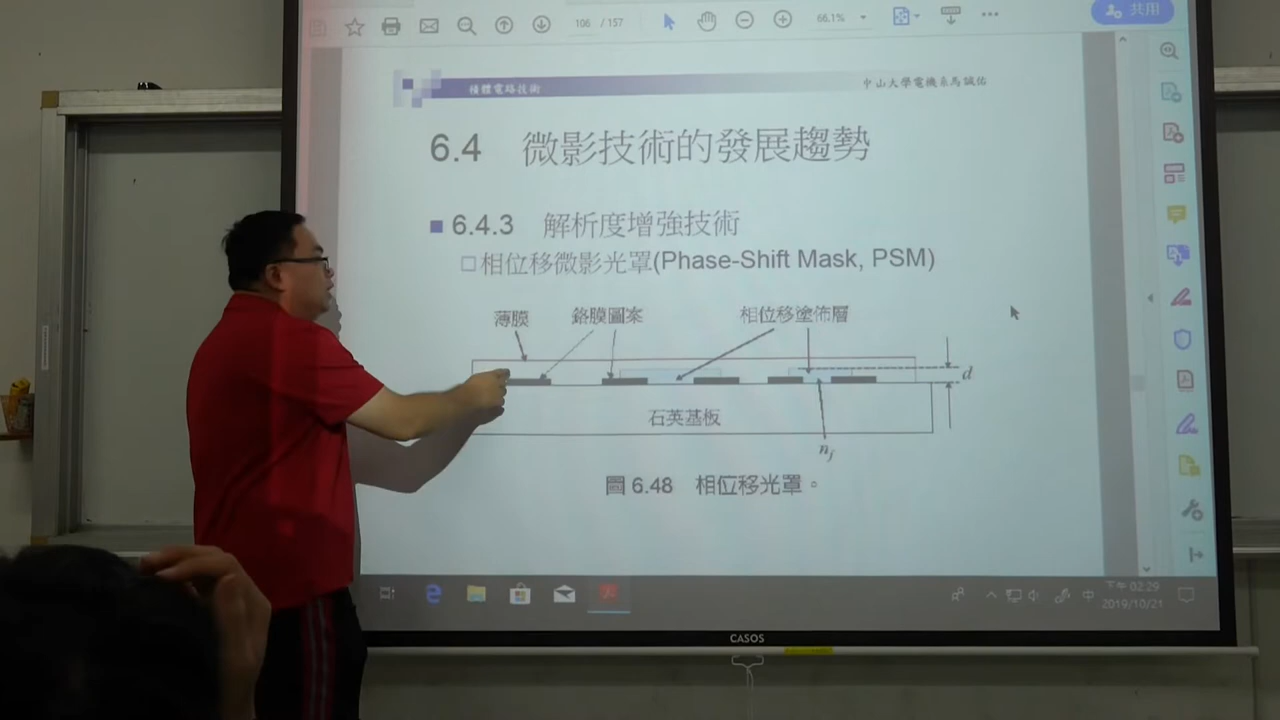 106 / 157
66.1%
共用
積體電路技術
中山大學電機系馬誠佑
6.4 微影技術的發展趨勢
6.4.3 解析度增強技術
相位移微影光罩(Phase-Shift Mask, PSM)
薄膜 鉻膜圖案 相位移塗佈層
d
石英基板
nf
圖 6.48 相位移光罩。
中
下午 02:29
2019/10/21
CASOS